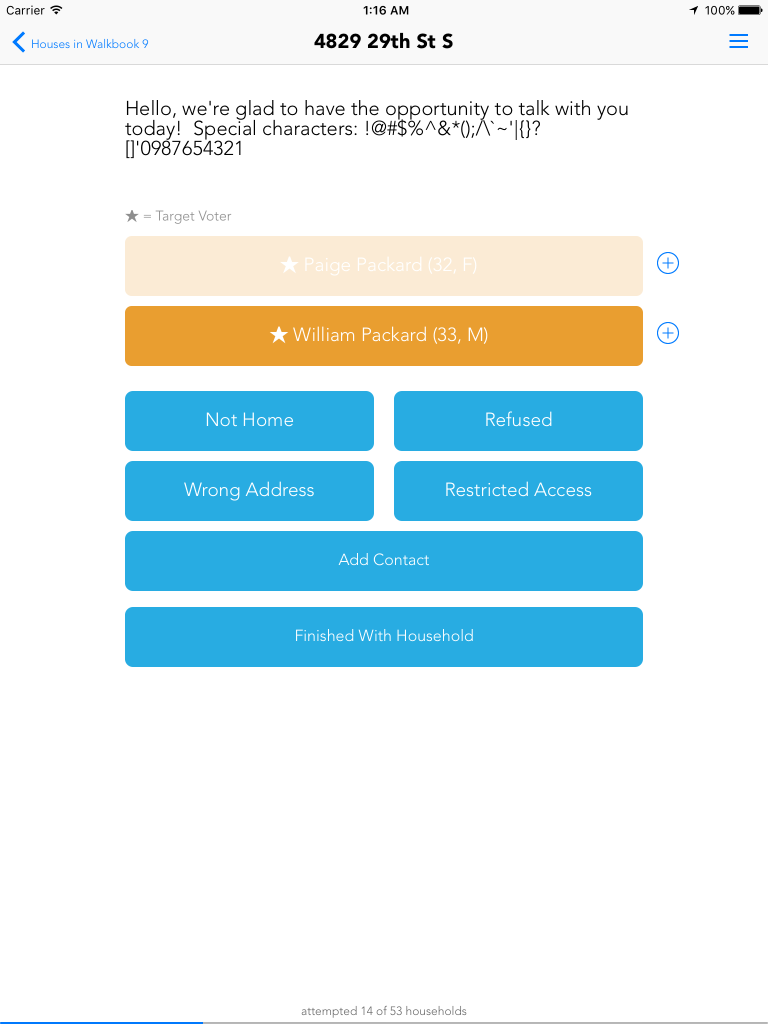 Carrier 1:16 AM 100%
Houses in Walkbook 9 4829 29th St S
Hello, we're glad to have the opportunity to talk with you
today!  Special characters: !@#$%^&*();/\`~'|{}?
[]'0987654321
★ = Target Voter
★ Paige Packard (32, F)
★ William Packard (33, M)
Not Home Refused
Wrong Address Restricted Access
Add Contact
Finished With Household
attempted 14 of 53 households